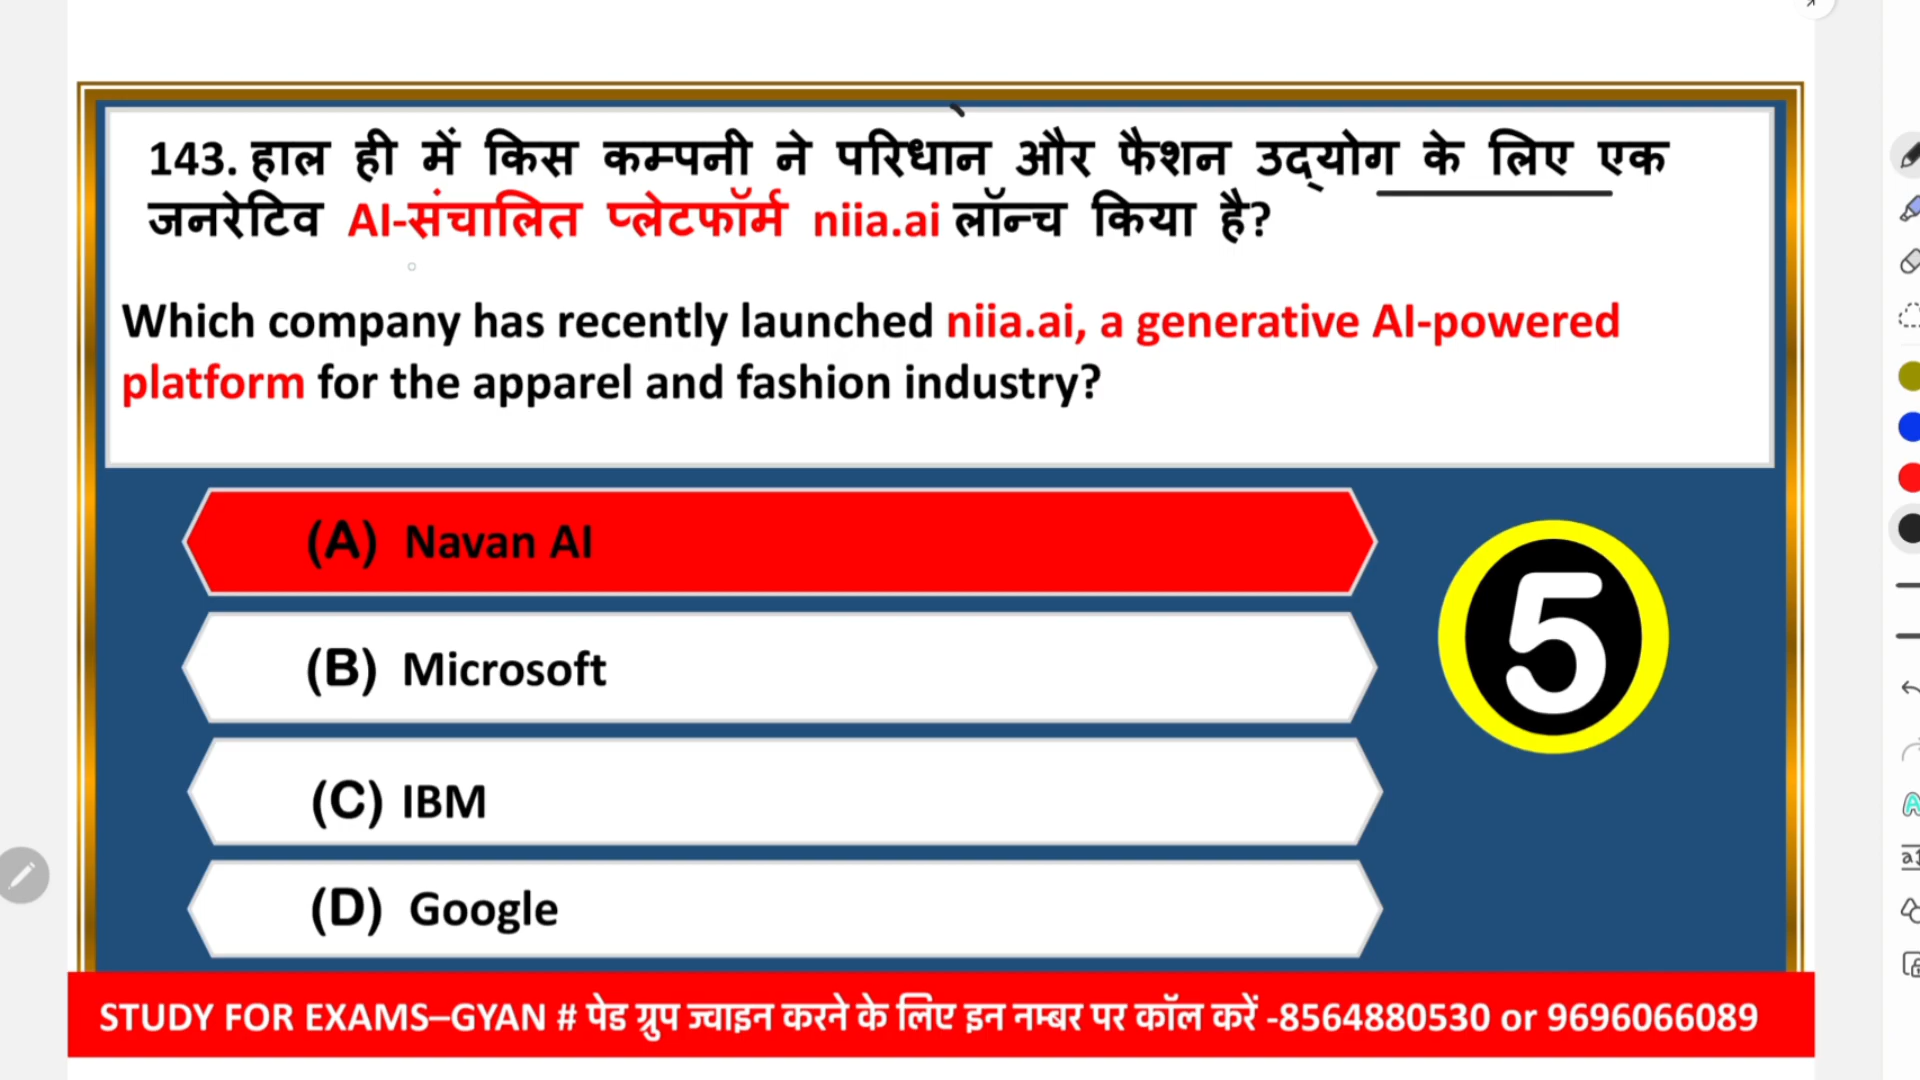 143. हाल ही में किस कम्पनी ने परिधान और फैशन उद्‌योग के लिए एक
जनरेटिव AI-संचालित प्लेटफॉर्म niia.ai लॉन्च किया है?
Which company has recently launched niia.ai, a generative AI-powered
platform for the apparel and fashion industry?
(A) Navan AI
(B) Microsoft
(C) IBM
(D) Google
5
STUDY FOR EXAMS–GYAN # पेड ग्रुप ज्वाइन करने के लिए इन नम्बर पर कॉल करें -8564880530 or 9696066089